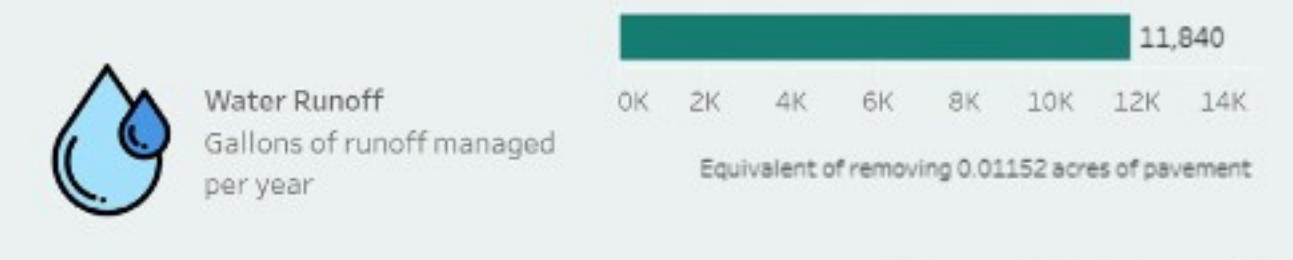 11,840
0K 2K 4K 6K 8K 10K 12K 14K
Water Runoff
Gallons of runoff managed
per year
Equivalent of removing 0.01152 acres of pavement